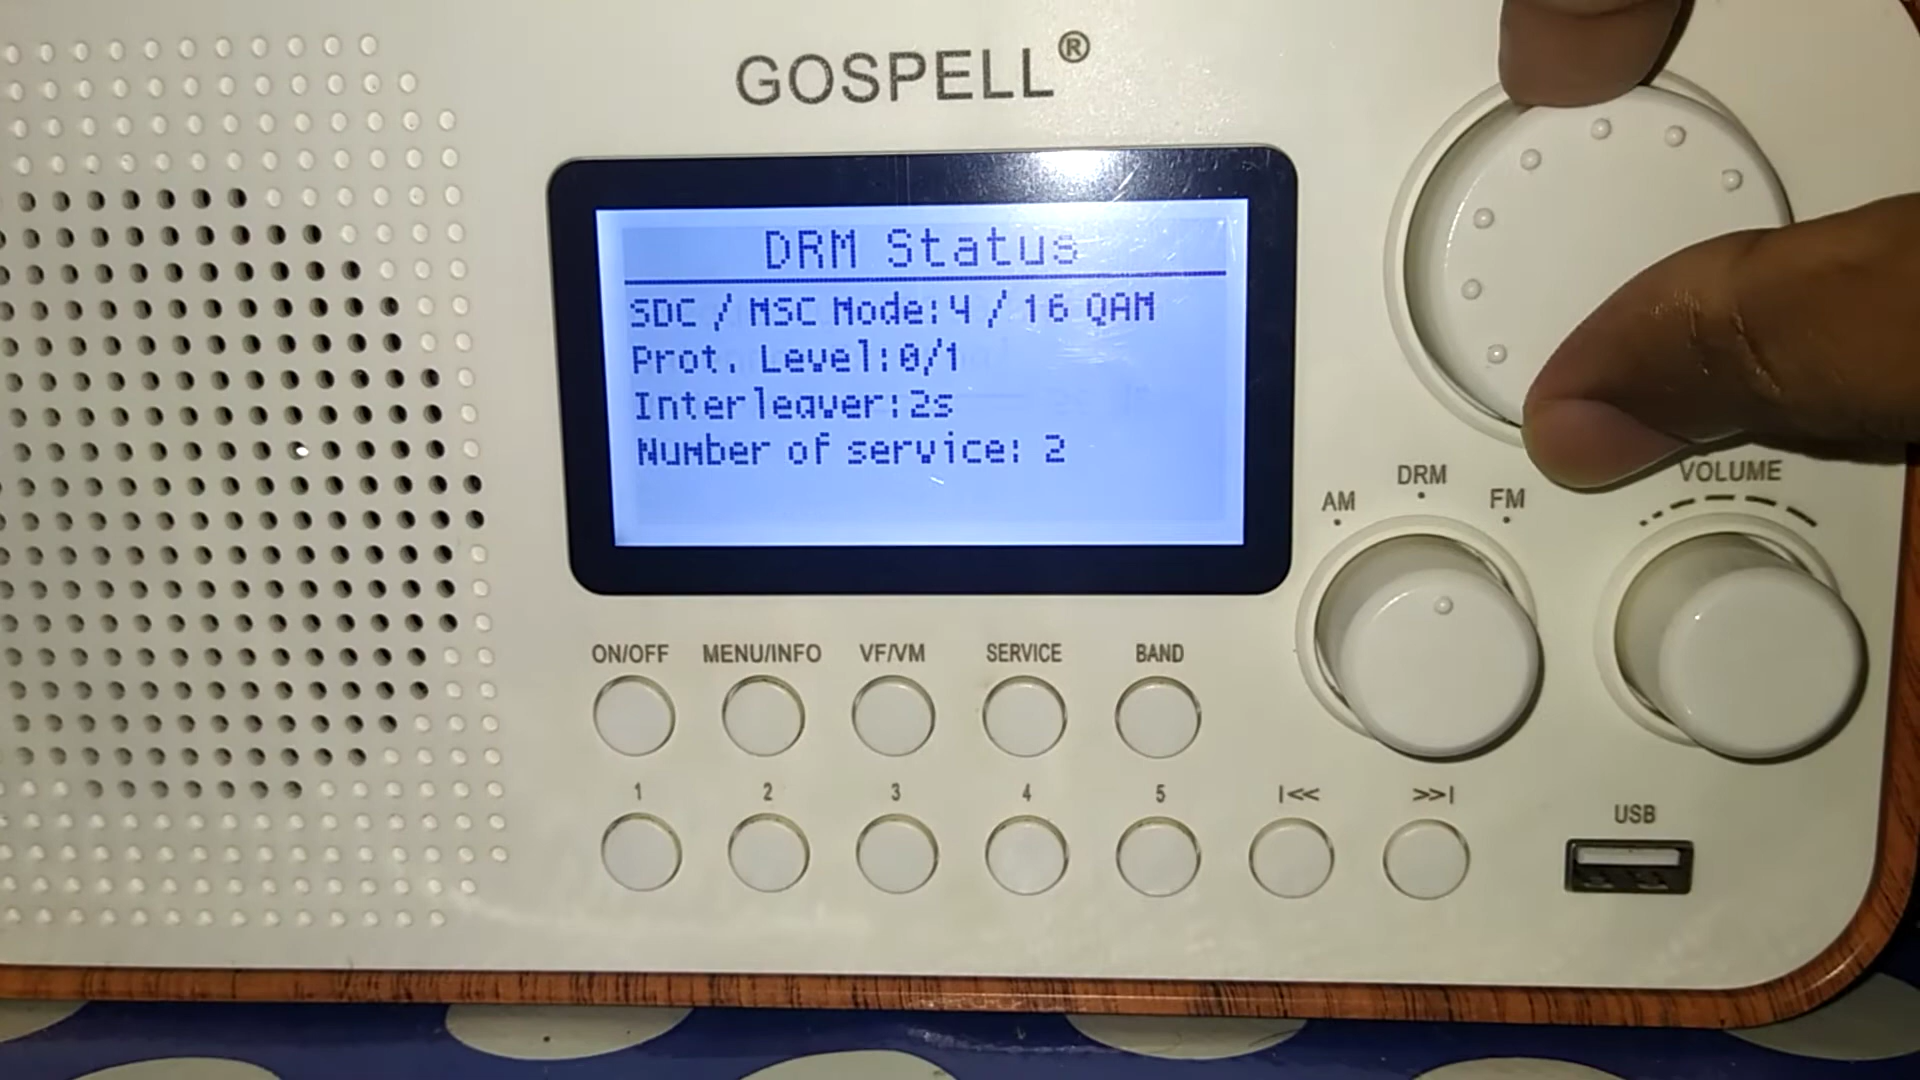 GOSPELL®
DRM Status
SDC / MSC Mode:4 / 16 QAM
Prot. Level:0/1
Interleaver:2s
Number of service: 2
AM
DRM
FM
VOLUME
ON/OFF
MENU/INFO
VF/VM
SERVICE
BAND
1
2
3
4
5
|<<
>>|
USB